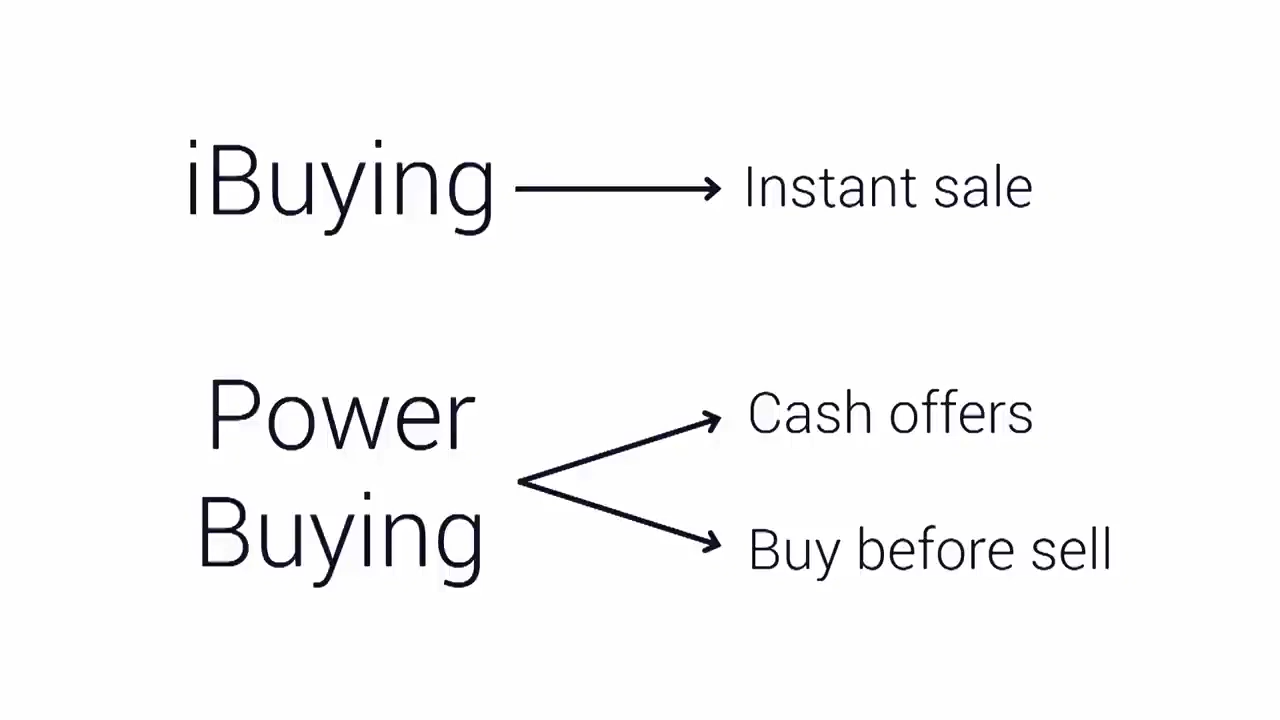 iBuying
Instant sale
Power
Buying
Cash offers
Buy before sell